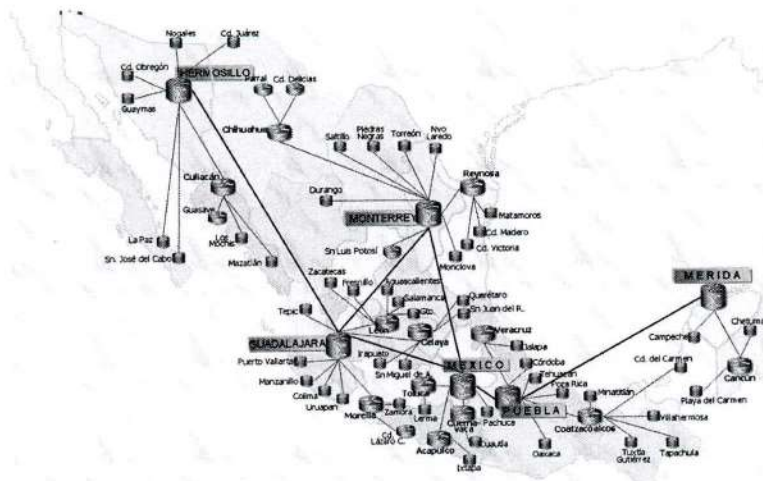 Nogales
Cd. Juárez
Cd. Obregón
HERMOSILLO
Guaymas
Parral
Cd. Delicias
Chihuahua
Saltillo
Piedras
Negras
Torreón
Nvo
Laredo
Culiacán
Guasave
Durango
Reynosa
MONTERREY
Matamoros
La Paz
Los
Mochis
Cd. Madero
Sn. José del Cabo
Mazatlán
Sn Luis Potosí
Cd. Victoria
Monclova
MERIDA
Zacatecas
Fresnillo
Aguascalientes
Salamanca
Querétaro
Tepic
Gto.
Sn Juan del R.
León
Veracruz
Chetumal
GUADALAJARA
Celaya
Campeche
Jalapa
Irapuato
MEXICO
Córdoba
Cd. del Carmen
Puerto Vallarta
Sn Miguel de A.
Tehuacán
Cancún
Monzanillo
Toluca
Poza Rica
Minatitlán
Playa del Carmen
Colima
Zamora
PUEBLA
Uruapan
Morelia
Lerma
Cuerna-
vaca
Pachuca
Coatzacoalcos
Villahermosa
Cd.
Lázaro C.
Acapulco
Cuautla
Oaxaca
Tuxtla
Gutiérrez
Tapachula
Ixtapa